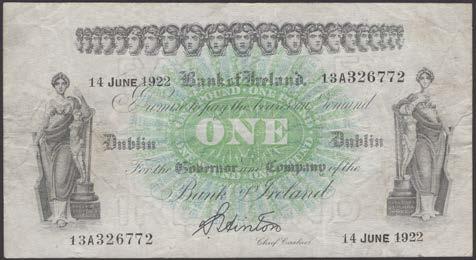 14 JUNE 1922 Bank of Ireland. 13A326772
Promise to pay the Bearer on Demand
Dublin ONE Dublin
For the Governor and Company of the
Bank of Ireland
13A326772 S Hinton 14 JUNE 1922
Chief Cashier